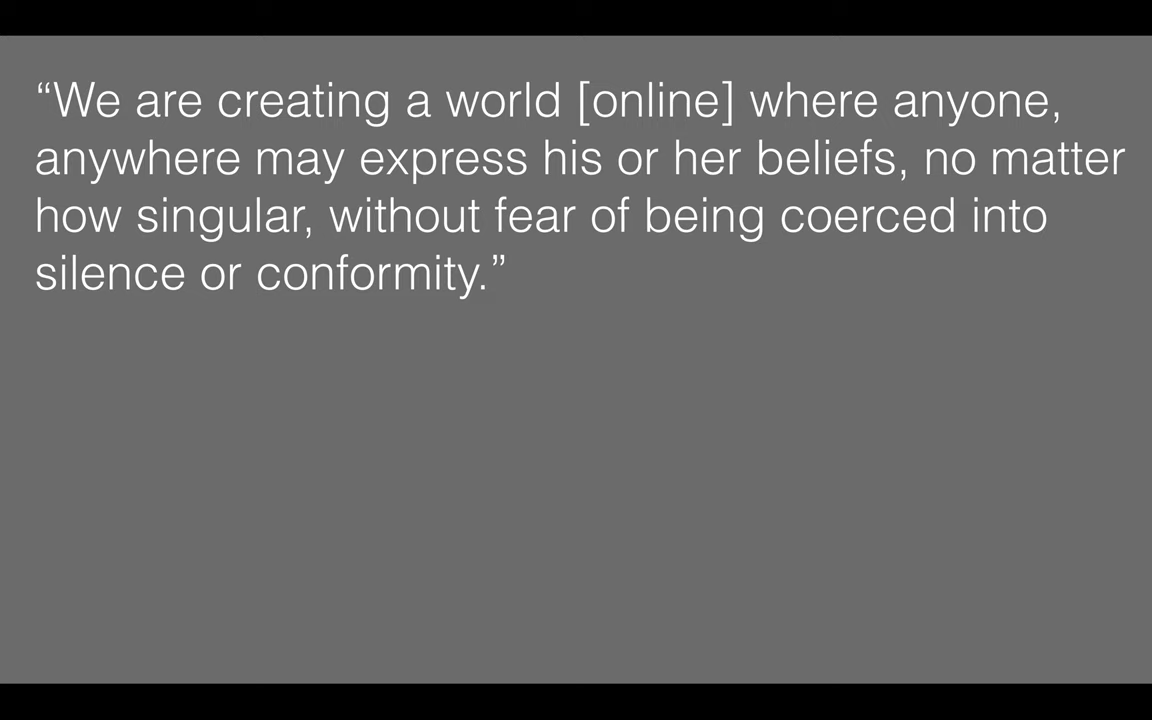 “We are creating a world [online] where anyone,
anywhere may express his or her beliefs, no matter
how singular, without fear of being coerced into
silence or conformity.”